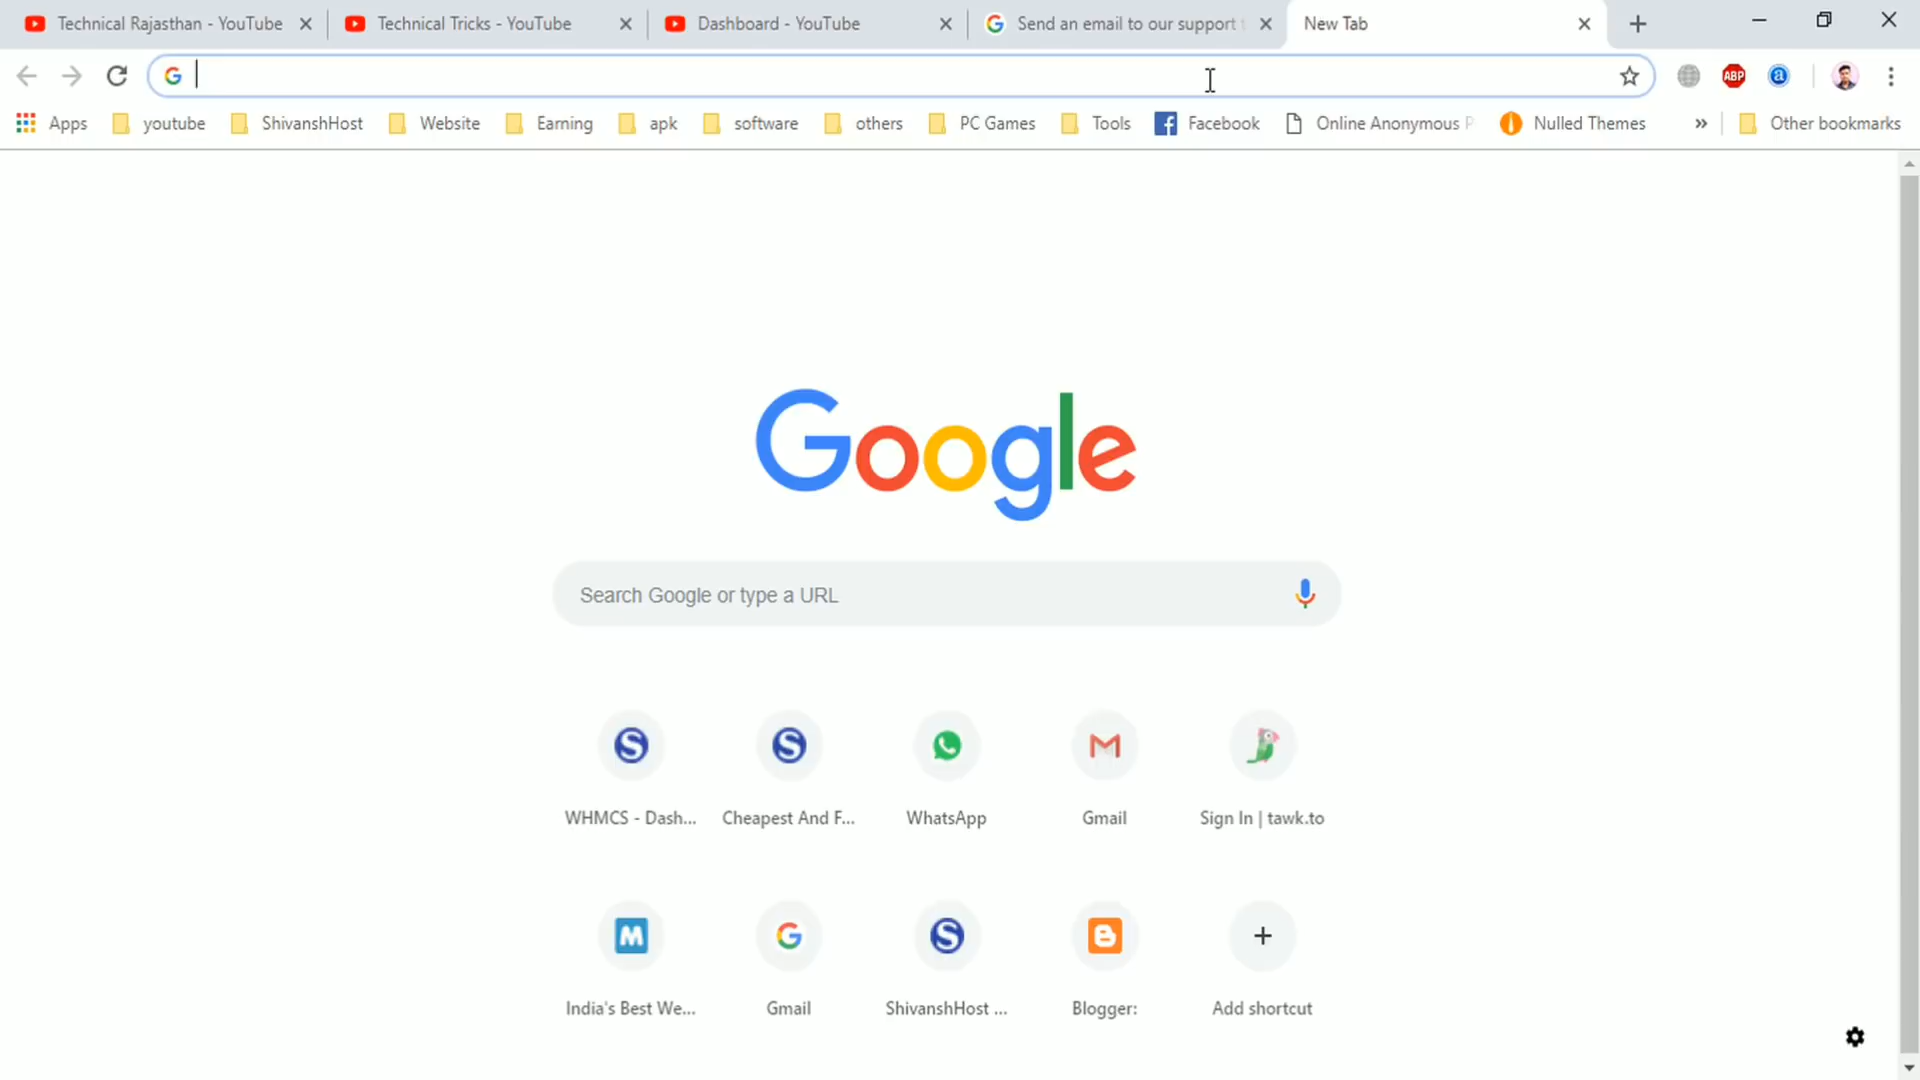 Technical Rajasthan - YouTube
Technical Tricks - YouTube
Dashboard - YouTube
Send an email to our support
New Tab
Apps
youtube
ShivanshHost
Website
Earning
apk
software
others
PC Games
Tools
Facebook
Online Anonymous P
Nulled Themes
»
Other bookmarks
ABP
Google
Search Google or type a URL
WHMCS - Dash...
Cheapest And F...
WhatsApp
Gmail
Sign In | tawk.to
India's Best We...
Gmail
ShivanshHost ...
Blogger:
Add shortcut